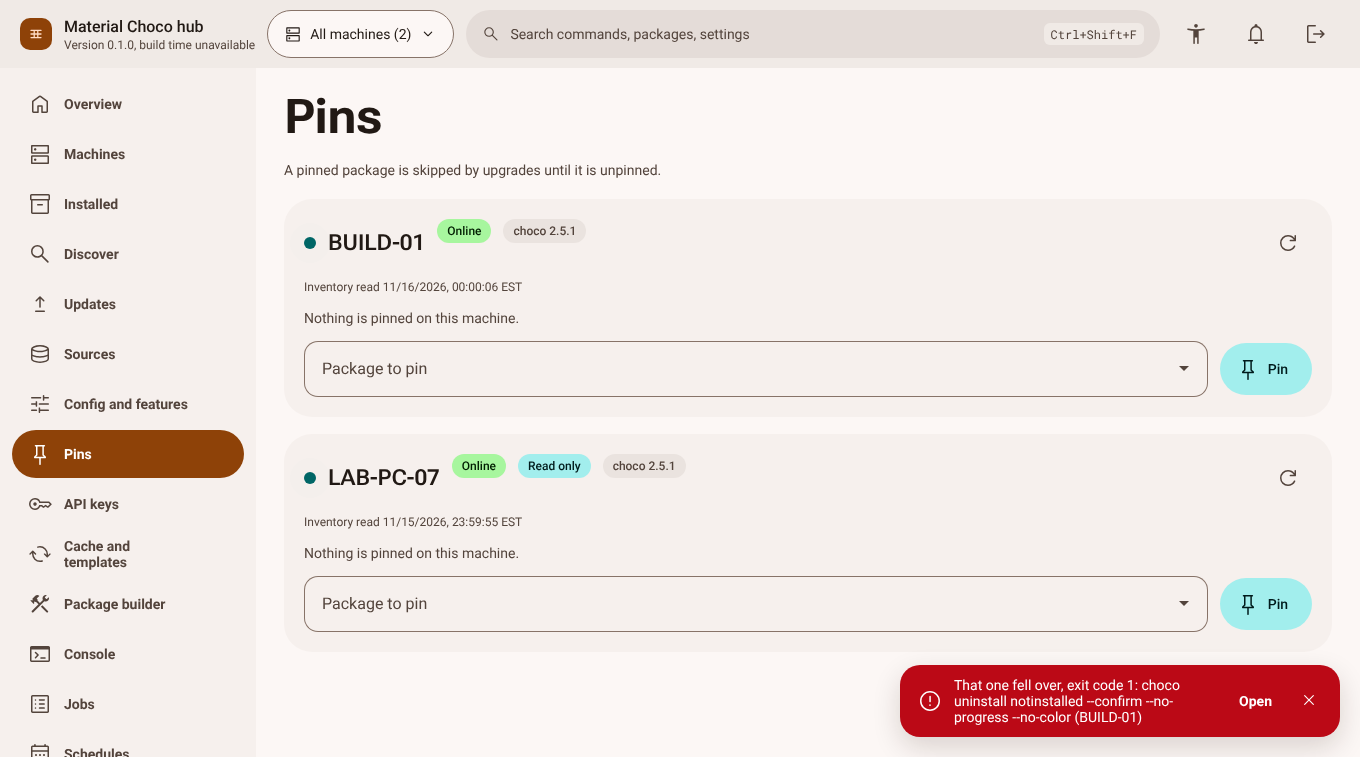 Material Choco hub
Version 0.1.0, build time unavailable
All machines (2)
Search commands, packages, settings
Ctrl+Shift+F
Overview
Machines
Installed
Discover
Updates
Sources
Config and features
Pins
API keys
Cache and
templates
Package builder
Console
Jobs
Schedules
Pins
A pinned package is skipped by upgrades until it is unpinned.
BUILD-01
Online
choco 2.5.1
Inventory read 11/16/2026, 00:00:06 EST
Nothing is pinned on this machine.
Package to pin
Pin
LAB-PC-07
Online
Read only
choco 2.5.1
Inventory read 11/15/2026, 23:59:55 EST
Nothing is pinned on this machine.
Package to pin
Pin
That one fell over, exit code 1: choco
uninstall notinstalled --confirm --no-
progress --no-color (BUILD-01)
Open